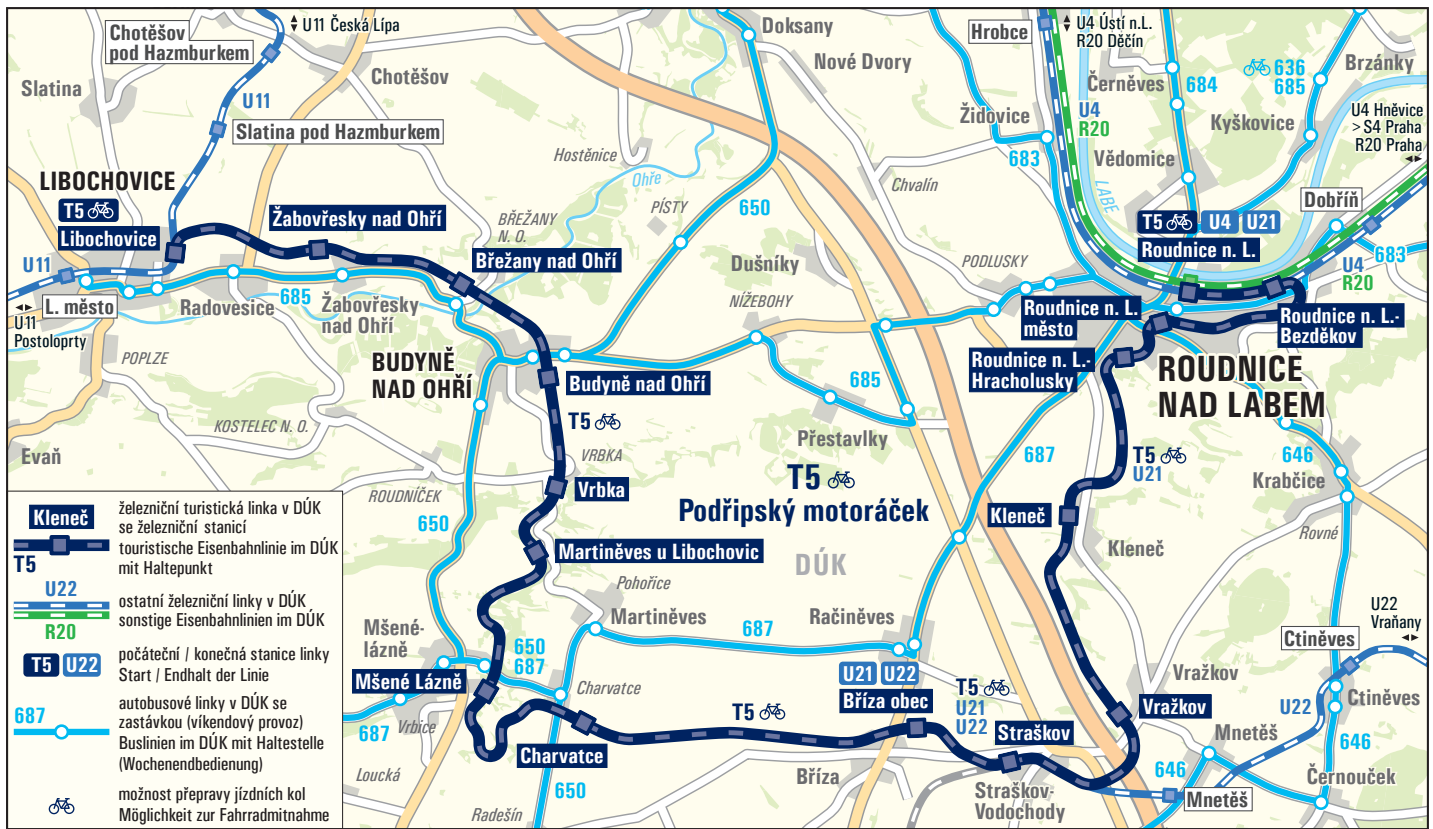 Chotěšov
pod Hazmburkem
U11 Česká Lípa
Doksany
Hrobce
U4 Ústí n.L.
R20 Děčín
636
685
Brzánky
Slatina
Chotěšov
Nové Dvory
Černěves
684
U11
Slatina pod Hazmburkem
Židovice
U4
R20
Kyškovice
U4 Hněvice
> S4 Praha
R20 Praha
Hostěnice
Ohře
683
Vědomice
LIBOCHOVICE
T5
Libochovice
Žabovřesky nad Ohří
BŘEŽANY
N. O.
PÍSTY
650
Chvalín
LABE
T5 U4 U21
Roudnice n. L.
Dobříň
U11
Břežany nad Ohří
Dušníky
PODLUSKY
683
U4
R20
L. město
Radovesice
685
Žabovřesky
nad Ohří
NÍŽEBOHY
Roudnice n. L.
město
Roudnice n. L.-
Bezděkov
U11
Postoloprty
POPLZE
BUDYNĚ
NAD OHŘÍ
Budyně nad Ohří
685
Roudnice n. L.-
Hracholusky
ROUDNICE
NAD LABEM
KOSTELEC N. O.
T5
Přestavlky
Evaň
VRBKA
687
T5
U21
646
Krabčice
ROUDNÍČEK
Vrbka
T5
Podřipský motoráček
Kleneč
Rovné
650
Martiněves u Libochovic
DÚK
Kleneč
Pohořice
Martiněves
687
Račiněves
U22
Vraňany
Mšené-
lázně
650
687
Ctiněves
Mšené Lázně
Charvatce
U21 U22
Bříza obec
T5
U21
U22
Vražkov
Vražkov
Ctiněves
687
Vrbice
T5
Straškov
Mnetěš
U22
Charvatce
646
646
Loucká
650
Bříza
Straškov-
Vodochody
Mnetěš
Černouček
Radešín
Kleneč
T5
železniční turistická linka v DÚK
se železniční stanicí
touristische Eisenbahnlinie im DÚK
mit Haltepunkt
U22
R20
ostatní železniční linky v DÚK
sonstige Eisenbahnlinien im DÚK
T5 U22
počáteční / konečná stanice linky
Start / Endhalt der Linie
687
autobusové linky v DÚK se
zastávkou (víkendový provoz)
Buslinien im DÚK mit Haltestelle
(Wochenendbedienung)
možnost přepravy jízdních kol
Möglichkeit zur Fahrradmitnahme